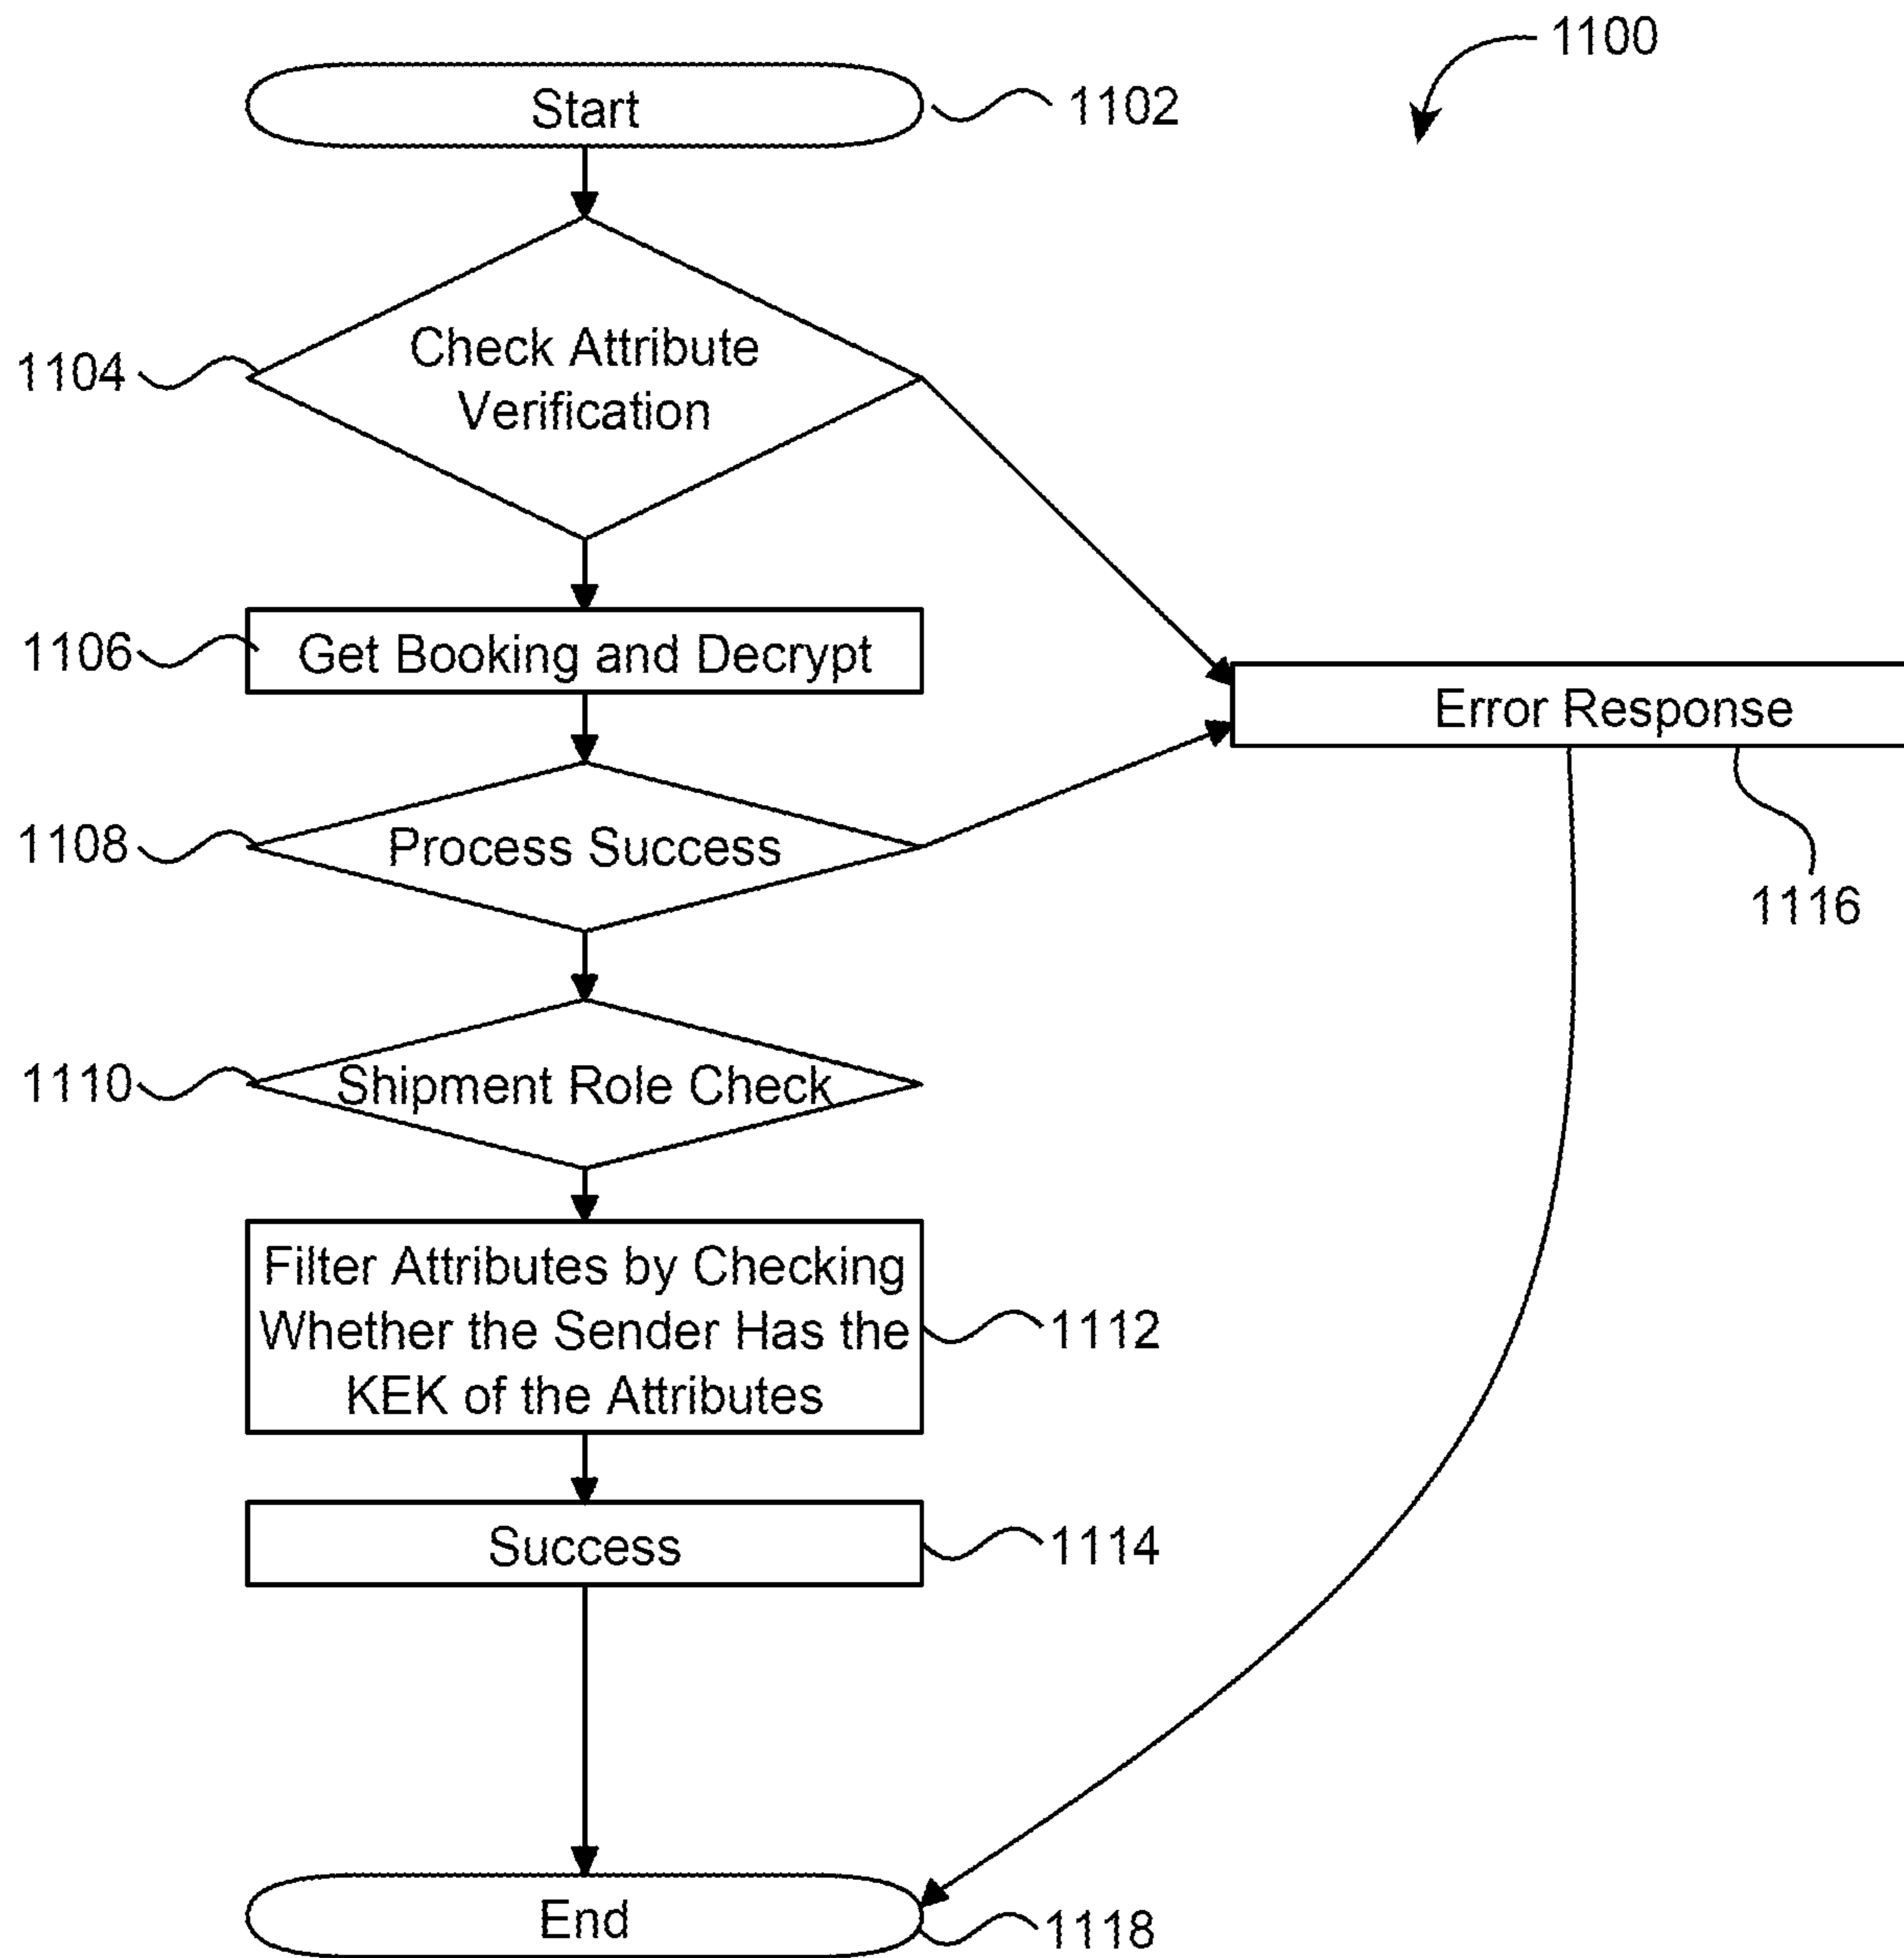 1100
Start
1102
1104
Check Attribute
Verification
1106
Get Booking and Decrypt
Error Response
1108
Process Success
1116
1110
Shipment Role Check
Filter Attributes by Checking
Whether the Sender Has the
KEK of the Attributes
1112
Success
1114
End
1118